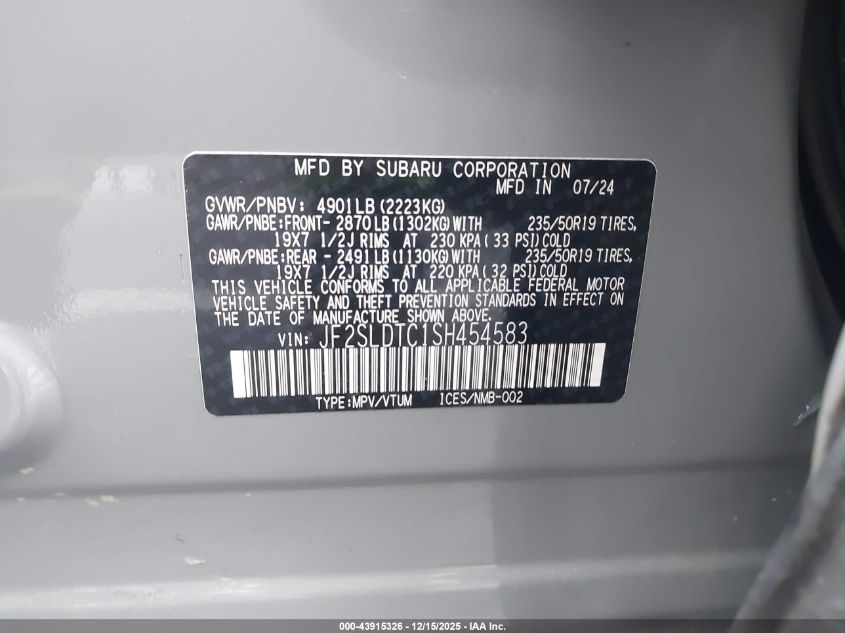 MFD BY SUBARU CORPORATION
MFD IN 07/24
GVWR/PNBV: 4901LB(2223KG)
GAWR/PNBE:FRONT- 2870LB(1302KG)WITH 235/50R19 TIRES,
19X7 1/2J RIMS AT 230 KPA(33 PSI)COLD
GAWR/PNBE:REAR - 2491LB(1130KG)WITH 235/50R19 TIRES,
19X7 1/2J RIMS AT 220 KPA(32 PSI)COLD
THIS VEHICLE CONFORMS TO ALL APPLICABLE FEDERAL MOTOR
VEHICLE SAFETY AND THEFT PREVENTION STANDARDS IN EFFECT ON
THE DATE OF MANUFACTURE SHOWN ABOVE.
VIN: JF2SLDTC1SH454583
TYPE:MPV/VTUM ICES/NMB-002
000-43915326 - 12/15/2025 - IAA Inc.